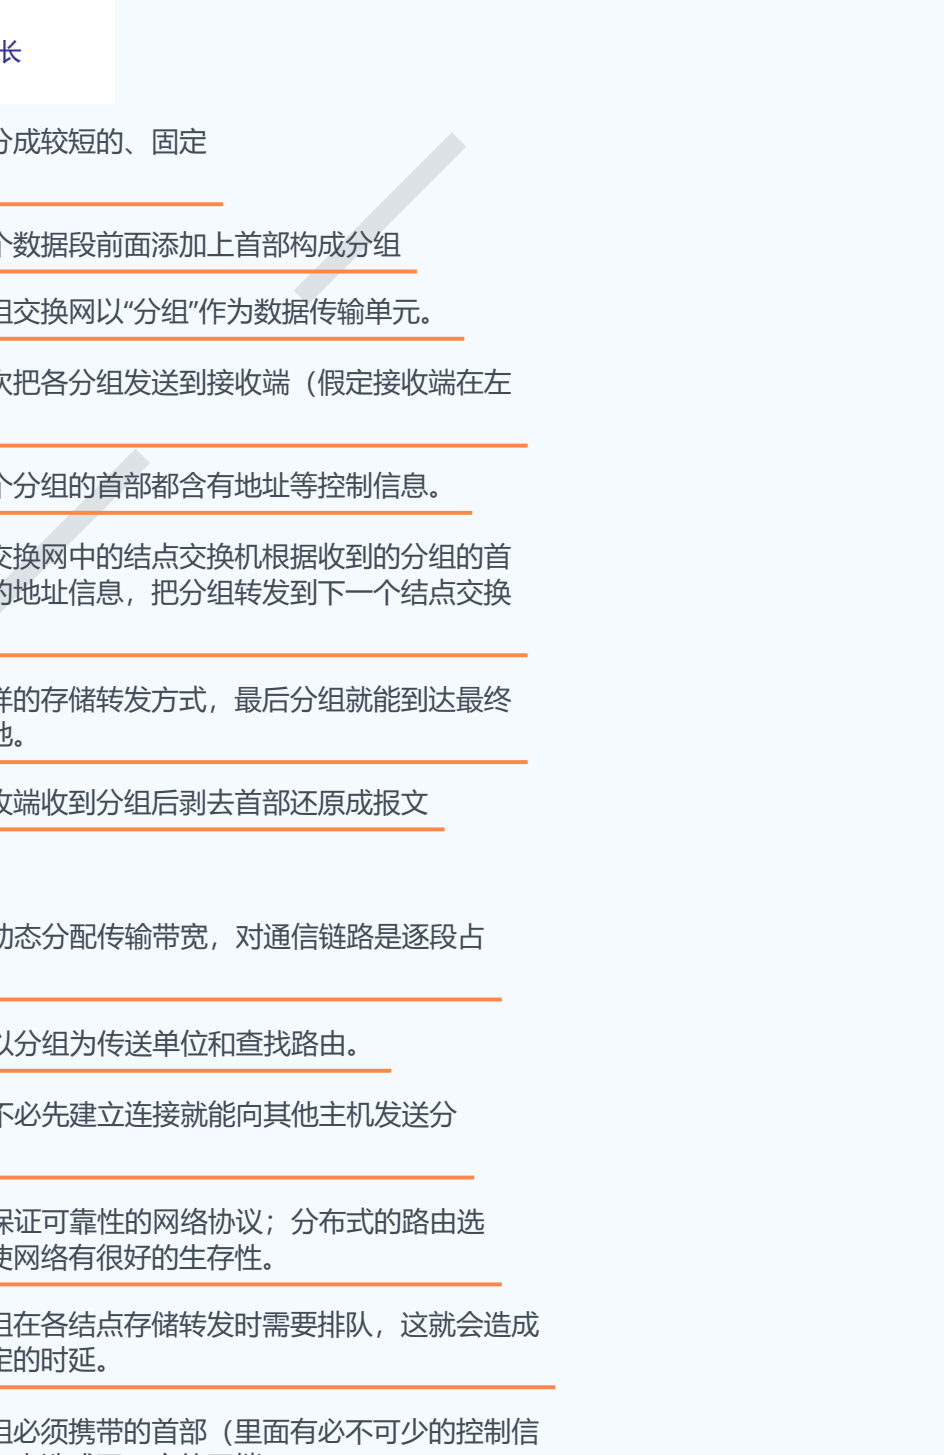 长
分成较短的、固定
个数据段前面添加上首部构成分组
组交换网以“分组”作为数据传输单元。
次把各分组发送到接收端（假定接收端在左
个分组的首部都含有地址等控制信息。
交换网中的结点交换机根据收到的分组的首
的地址信息，把分组转发到下一个结点交换
样的存储转发方式，最后分组就能到达最终
地。
收端收到分组后剥去首部还原成报文
动态分配传输带宽，对通信链路是逐段占
以分组为传送单位和查找路由。
不必先建立连接就能向其他主机发送分
保证可靠性的网络协议；分布式的路由选
使网络有很好的生存性。
组在各结点存储转发时需要排队，这就会造成
定的时延。
组必须携带的首部（里面有必不可少的控制信